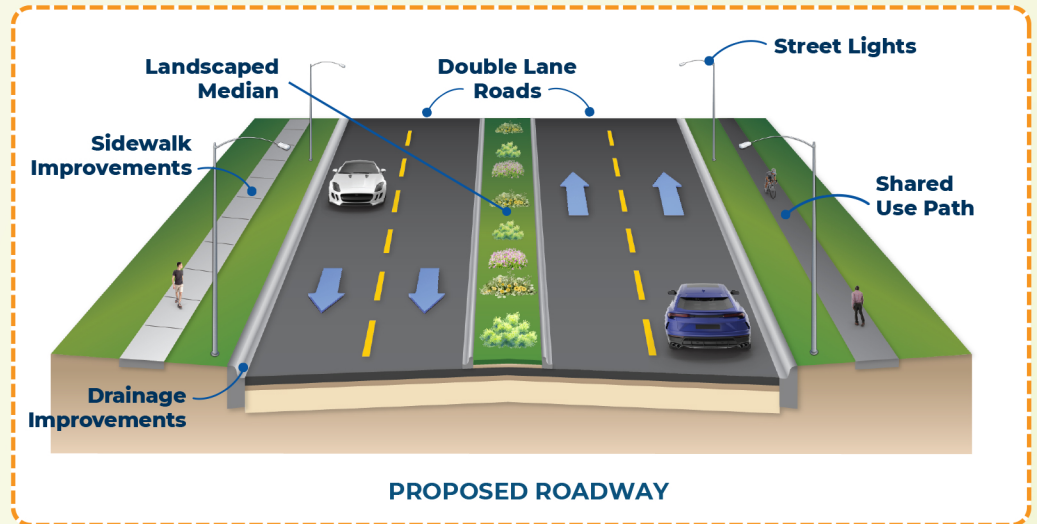 Street Lights
Landscaped
Median
Double Lane
Roads
Sidewalk
Improvements
Shared
Use Path
Drainage
Improvements
PROPOSED ROADWAY